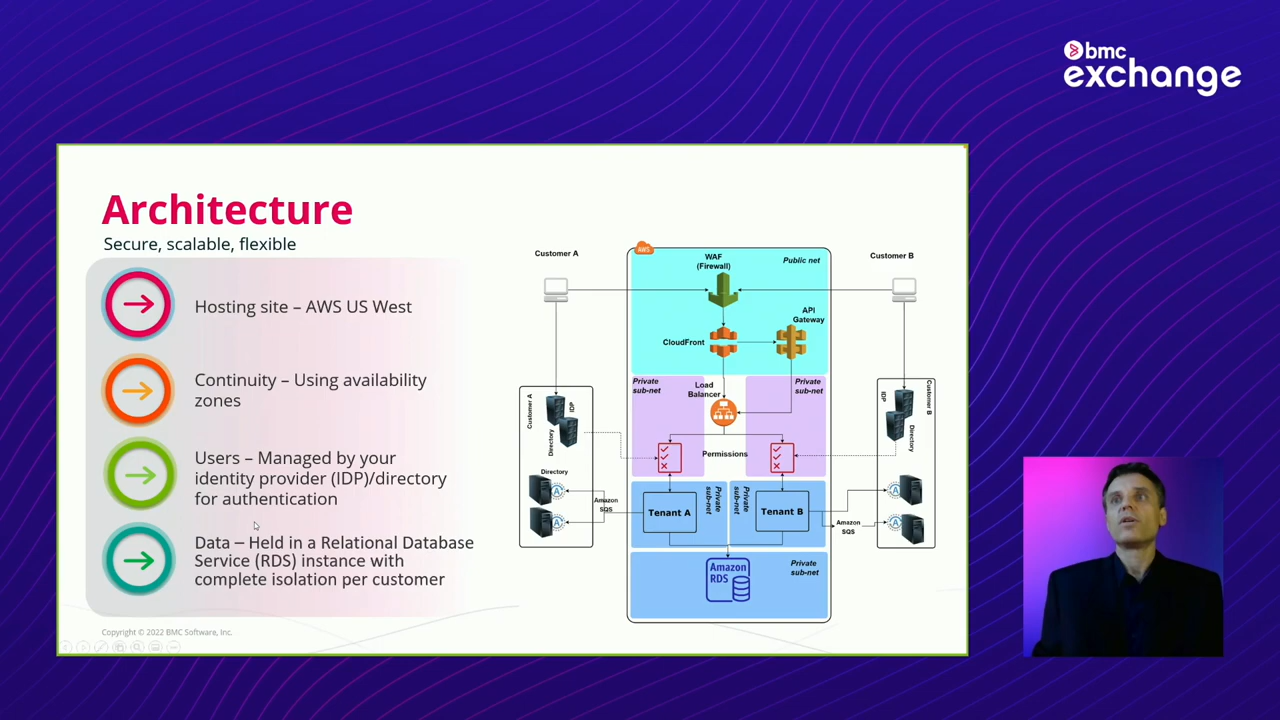 bmc
exchange
Architecture
Secure, scalable, flexible
Hosting site – AWS US West
Continuity – Using availability
zones
Users – Managed by your
identity provider (IDP)/directory
for authentication
Data – Held in a Relational Database
Service (RDS) instance with
complete isolation per customer
Copyright © 2022 BMC Software, Inc.
Customer A
AWS
WAF
(Firewall)
Public net
Customer B
API
Gateway
CloudFront
Private
sub-net
Load
Balancer
Private
sub-net
Customer A
IDP
Directory
Directory
Amazon
SQS
Permissions
Customer B
IDP
Directory
Tenant A
Private
sub-net
Private
sub-net
Tenant B
Amazon
SQS
Amazon
RDS
Private
sub-net